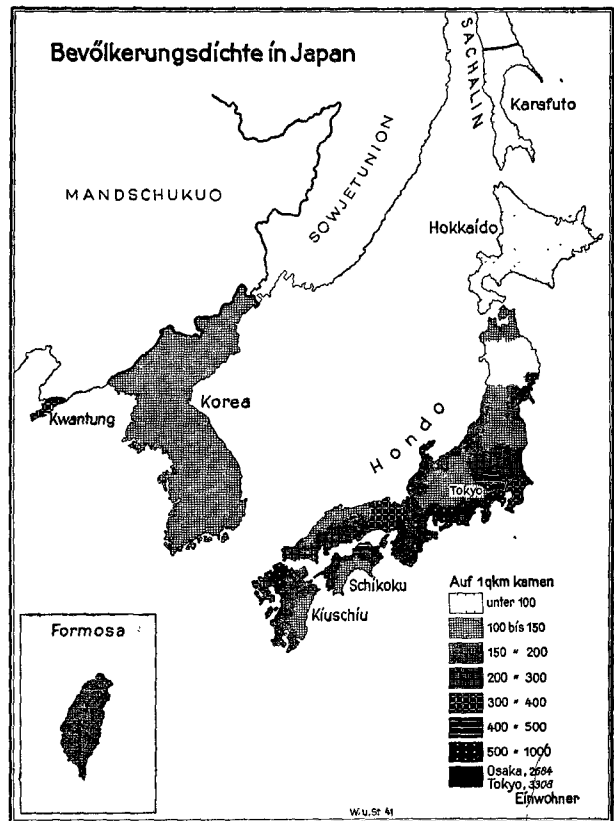 Bevölkerungsdichte in Japan
SACHALIN
Karafuto
MANDSCHUKUO
SOWJETUNION
Hokkaido
Kwantung
Korea
Hondo
Tokyo
Schikoku
Kiuschiu
Formosa
Auf 1 qkm kamen
unter 100
100 bis 150
150 " 200
200 " 300
300 " 400
400 " 500
500 " 1000
Osaka, 2584
Tokyo, 3308
Einwohner
W.u.St 41